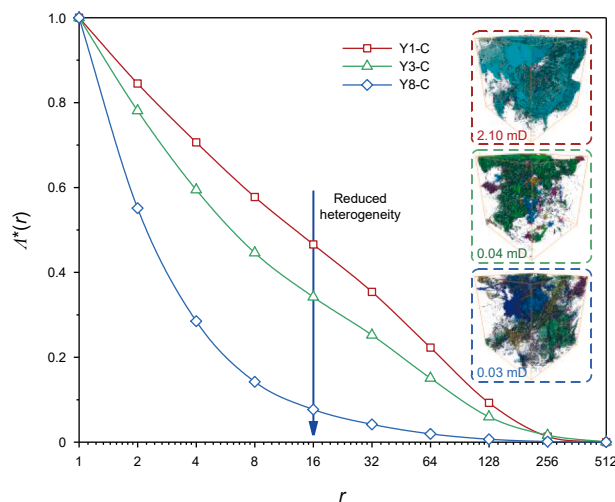 1.0
0.8
0.6
0.4
0.2
0
Λ*(r)
Y1-C
Y3-C
Y8-C
Reduced
heterogeneity
2.10 mD
0.04 mD
0.03 mD
1 2 4 8 16 32 64 128 256 512
r